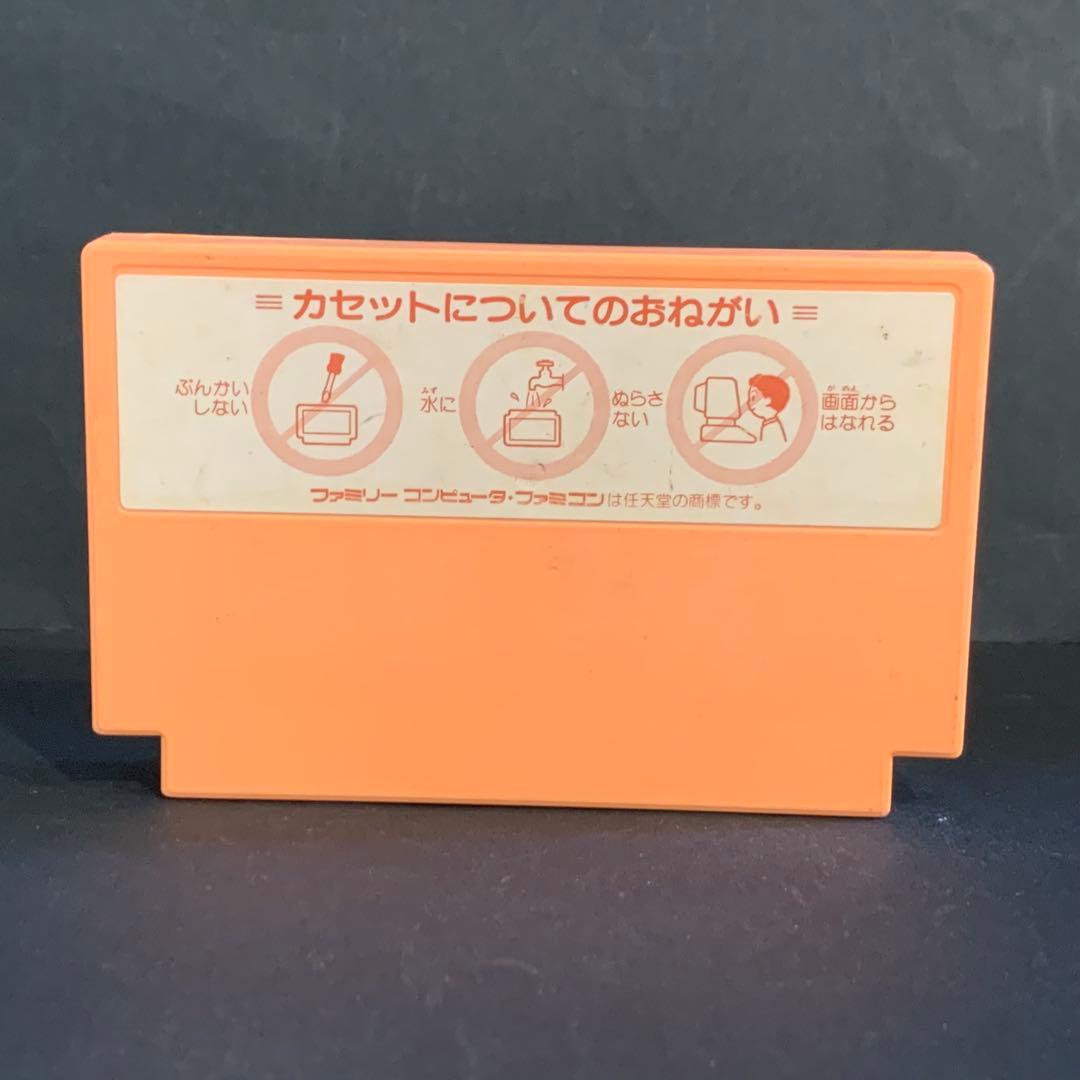 ≡ カセットについてのおねがい ≡
ぶんかい
しない
みず
水に
ぬらさ
ない
が めん
画面から
はなれる
ファミリー コンピュータ・ファミコンは任天堂の商標です。